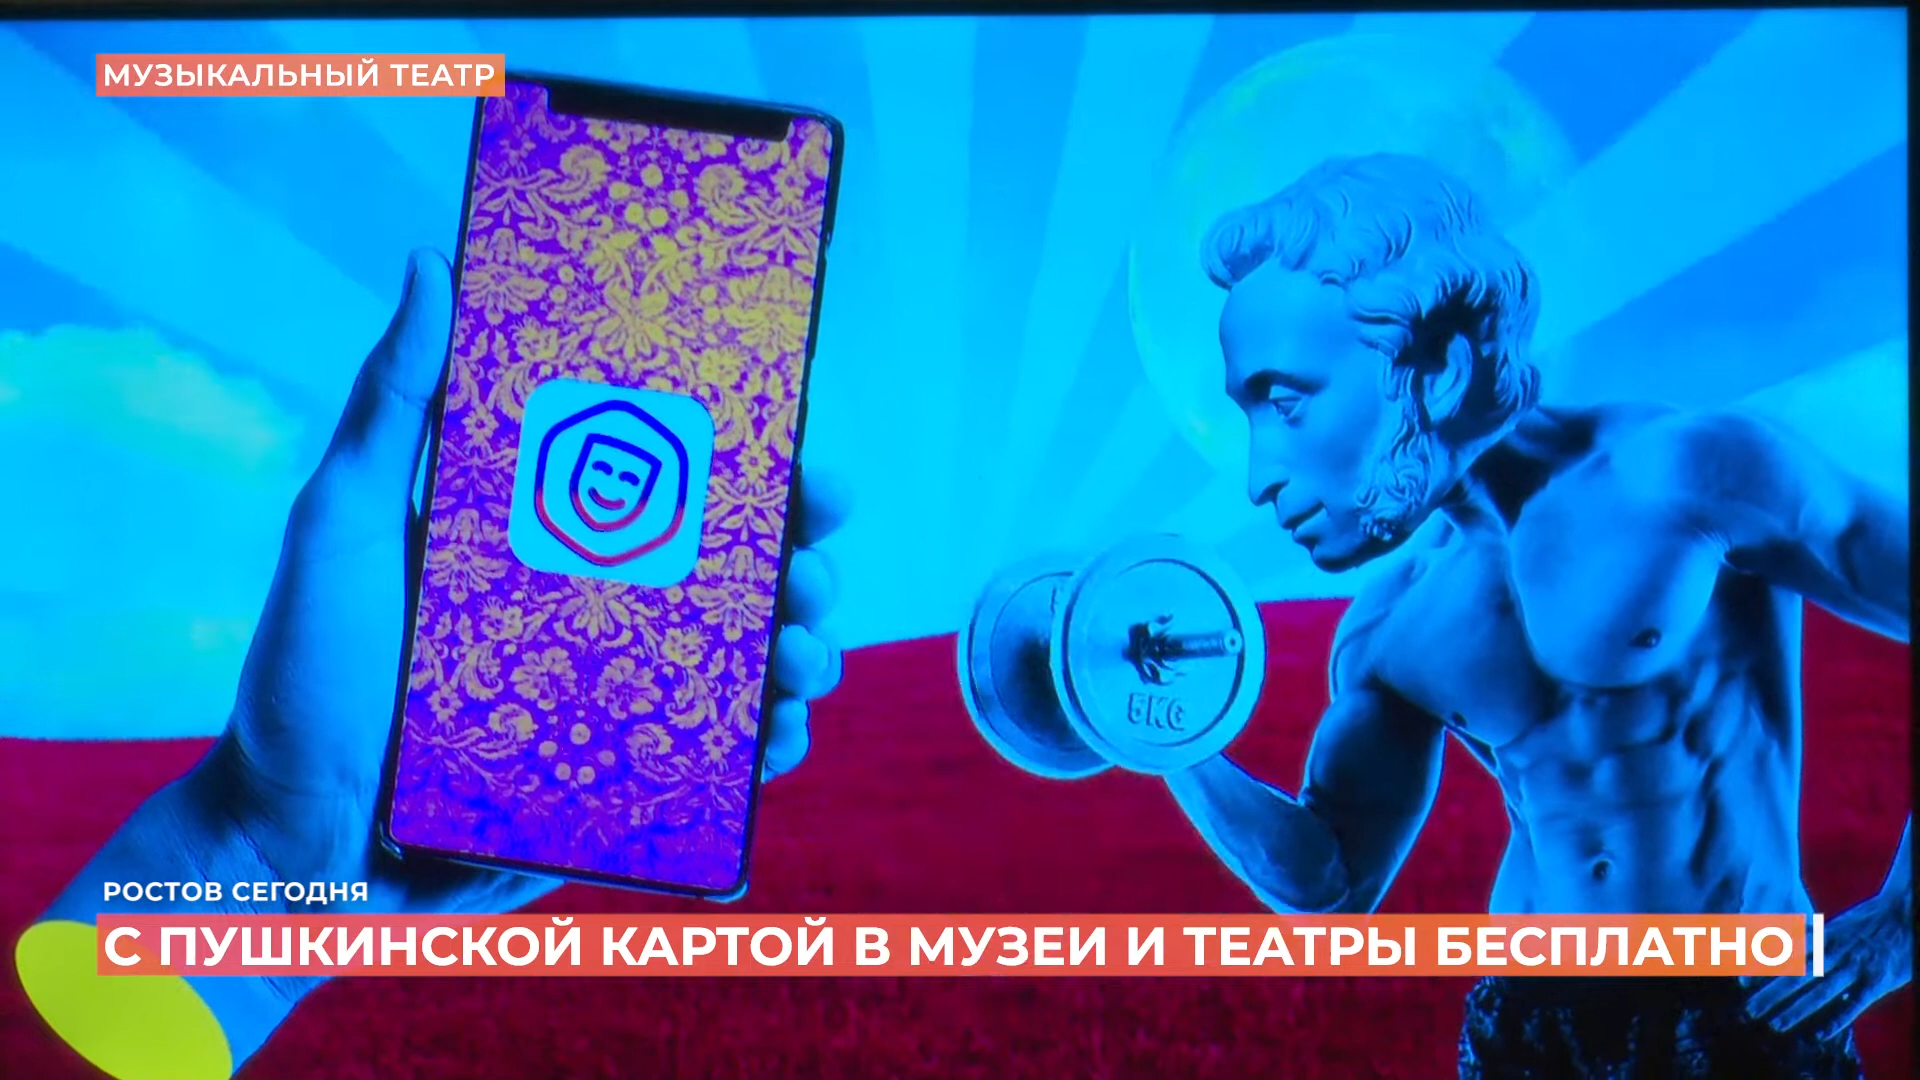 МУЗЫКАЛЬНЫЙ ТЕАТР
5KG
РОСТОВ СЕГОДНЯ
С ПУШКИНСКОЙ КАРТОЙ В МУЗЕИ И ТЕАТРЫ БЕСПЛАТНО